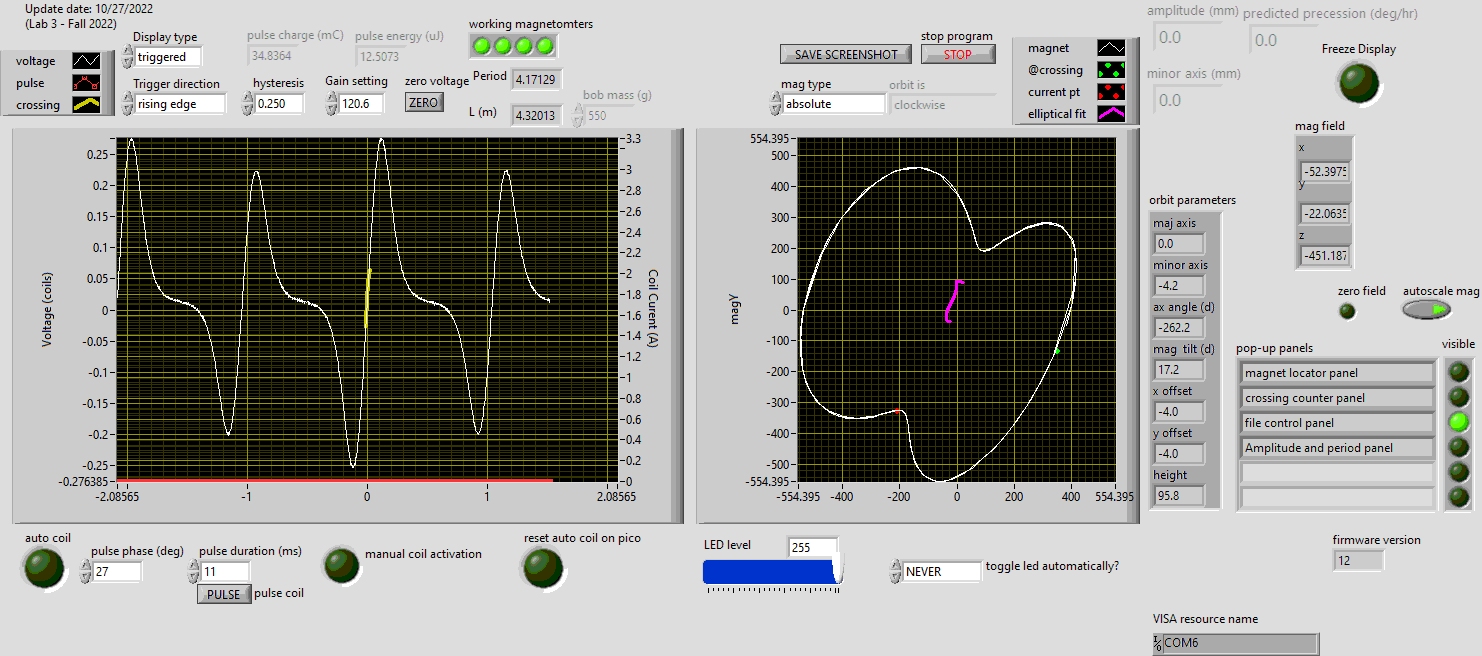 Update date: 10/27/2022
(Lab 3 - Fall 2022)
voltage
pulse
crossing
Display type
triggered
Trigger direction
rising edge
pulse charge (mC)
34.8364
pulse energy (uJ)
12.5073
hysteresis
0.250
Gain setting
120.6
zero voltage
ZERO
working magnetomters
Period 4.17129
L (m) 4.32013
bob mass (g)
550
stop program
SAVE SCREENSHOT
STOP
mag type
absolute
orbit is
clockwise
magnet
@crossing
current pt
elliptical fit
amplitude (mm)
0.0
predicted precession (deg/hr)
0.0
minor axis (mm)
0.0
Freeze Display
mag field
x
-52.3975
y
-22.0635
z
-451.187
zero field
autoscale mag
Voltage (coils)
0.25
0.2
0.15
0.1
0.05
0
-0.05
-0.1
-0.15
-0.2
-0.25
-0.276385
-2.08565
-1
0
1
2.08565
3.3
3
2.8
2.6
2.4
2.2
2
1.8
1.6
1.4
1.2
1
0.8
0.6
0.4
0.2
0
Coil Curent (A)
magy
554.395
500
400
300
200
100
0
-100
-200
-300
-400
-500
-554.395
-554.395
-400
-200
0
200
400
554.395
orbit parameters
maj axis
0.0
minor axis
-4.2
ax angle (d)
-262.2
mag tilt (d)
17.2
x offset
-4.0
y offset
-4.0
height
95.8
pop-up panels
visible
magnet locator panel
crossing counter panel
file control panel
Amplitude and period panel
auto coil
pulse phase (deg)
27
pulse duration (ms)
11
PULSE
pulse coil
manual coil activation
reset auto coil on pico
LED level
255
NEVER
toggle led automatically?
firmware version
12
VISA resource name
COM6